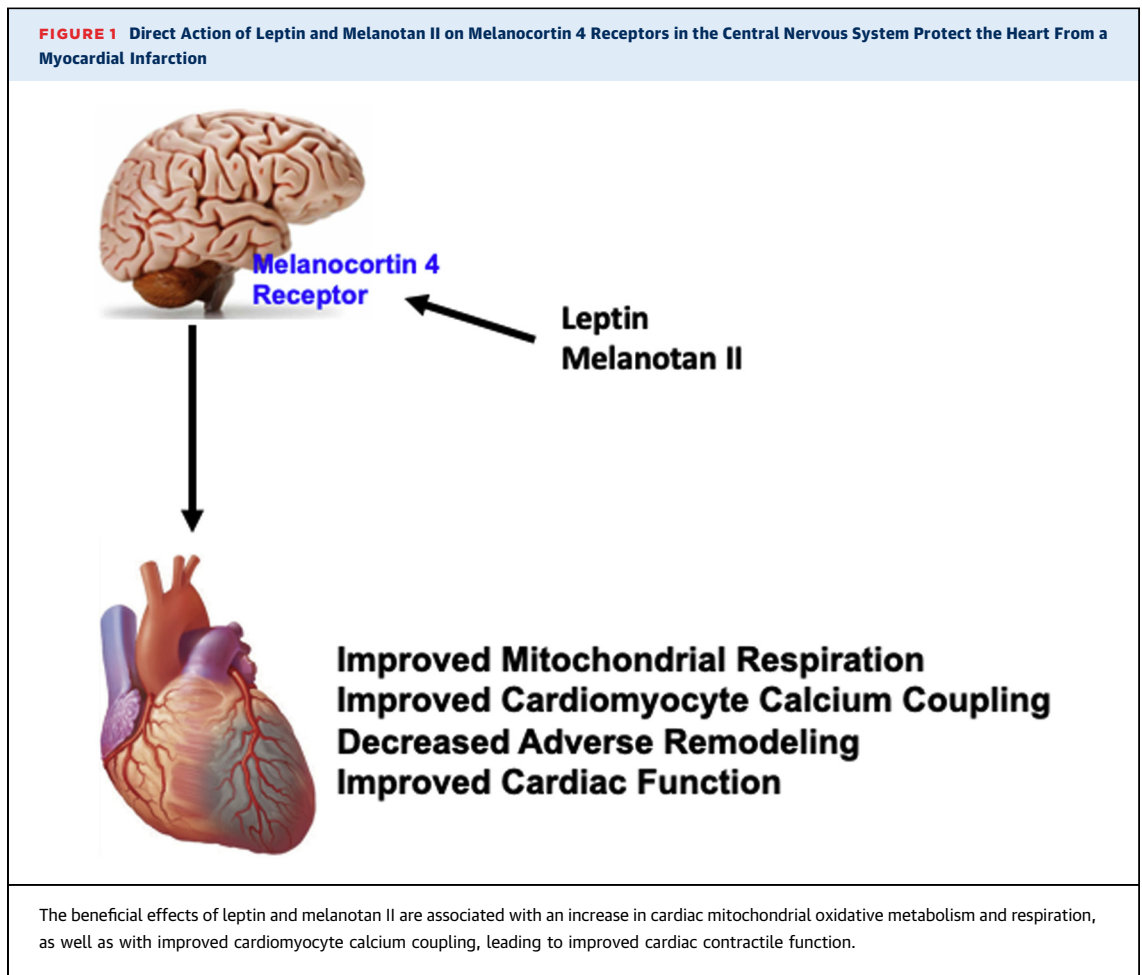 FIGURE 1 Direct Action of Leptin and Melanotan II on Melanocortin 4 Receptors in the Central Nervous System Protect the Heart From a
Myocardial Infarction
Melanocortin 4
Receptor
Leptin
Melanotan II
Improved Mitochondrial Respiration
Improved Cardiomyocyte Calcium Coupling
Decreased Adverse Remodeling
Improved Cardiac Function
The beneficial effects of leptin and melanotan II are associated with an increase in cardiac mitochondrial oxidative metabolism and respiration,
as well as with improved cardiomyocyte calcium coupling, leading to improved cardiac contractile function.